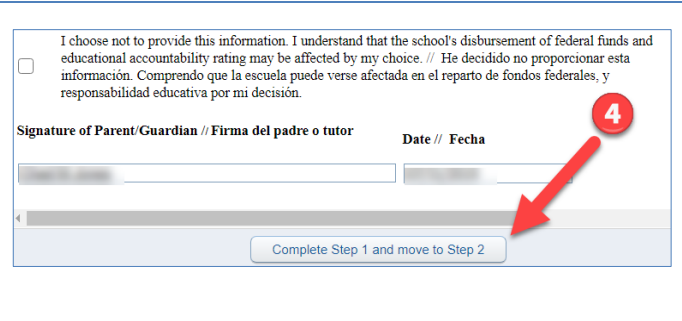 I choose not to provide this information. I understand that the school's disbursement of federal funds and
educational accountability rating may be affected by my choice. // He decidido no proporcionar esta
información. Comprendo que la escuela puede verse afectada en el reparto de fondos federales, y
responsabilidad educativa por mi decisión.
Signature of Parent/Guardian // Firma del padre o tutor
Date // Fecha
4
Complete Step 1 and move to Step 2